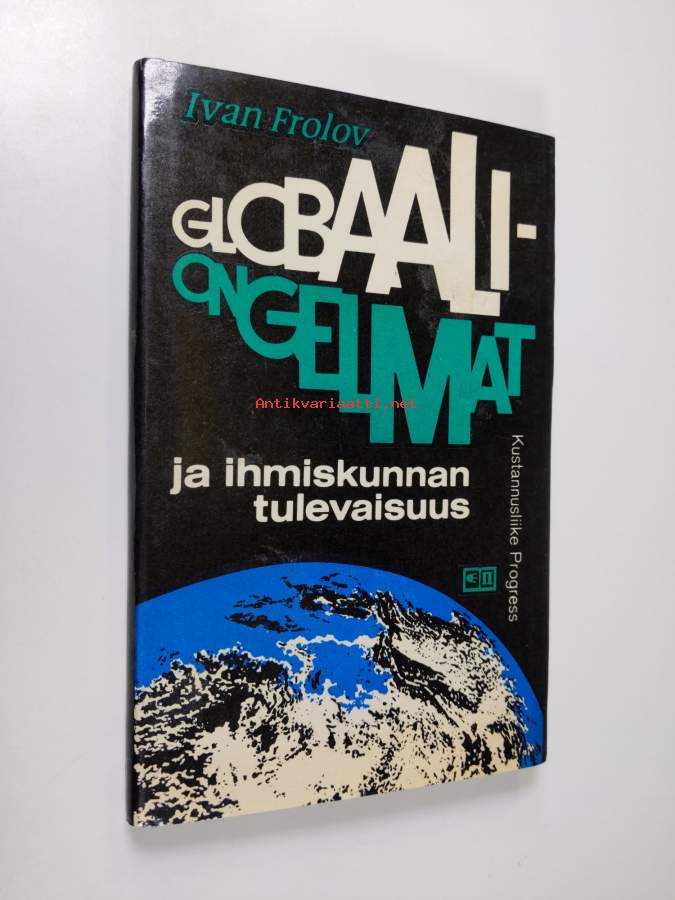 Ivan Frolov
GLOBAALI-
ONGELMAT
Antikvariaatti.net
ja ihmiskunnan
tulevaisuus
Kustannusliike Progress